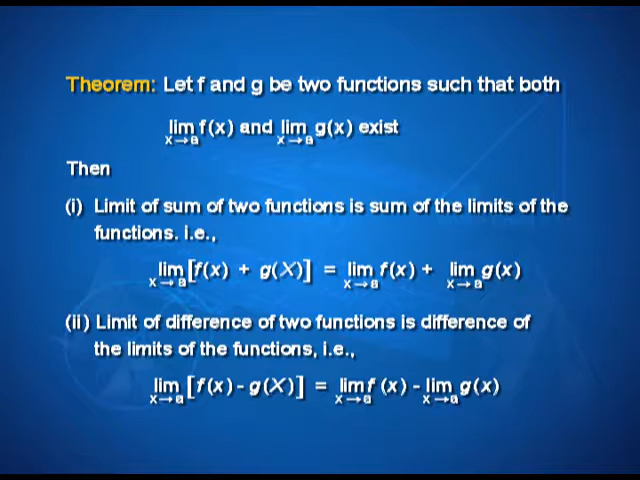 Theorem: Let f and g be two functions such that both
lim f(x) and lim g(x) exist
x→a x→a
Then
(i) Limit of sum of two functions is sum of the limits of the
functions. i.e.,
lim [f(x) + g(X)] = lim f(x) + lim g(x)
x→a x→a x→a
(ii) Limit of difference of two functions is difference of
the limits of the functions, i.e.,
lim [f(x) - g(X)] = lim f (x) - lim g(x)
x→a x→a x→a